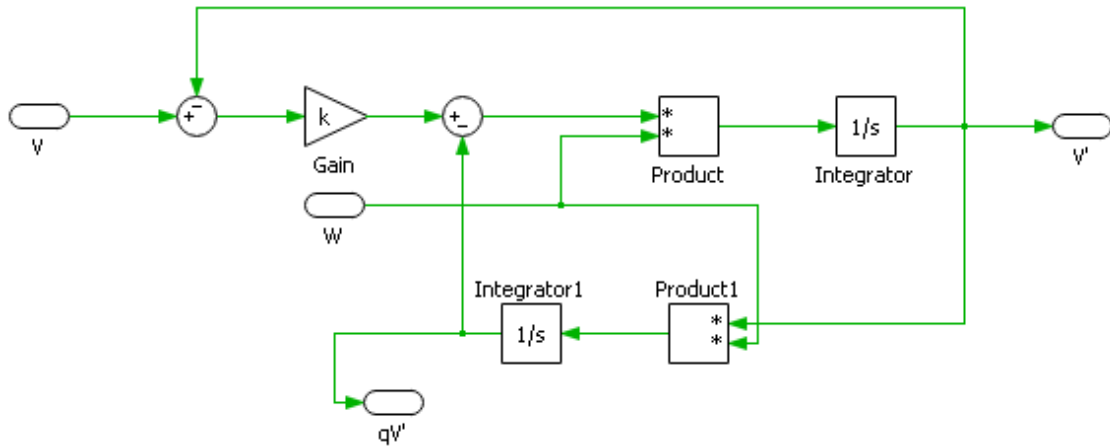 V
+
−
k
Gain
+
−
*
*
Product
1/s
Integrator
V'
W
Integrator1
1/s
Product1
*
*
qV'